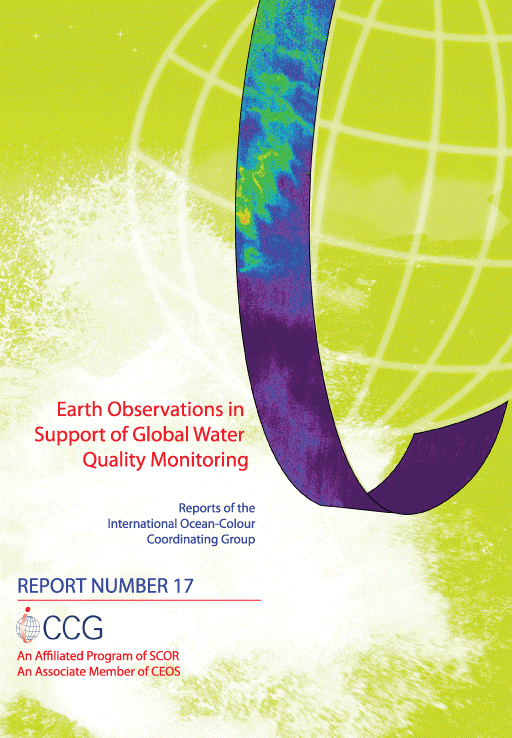 Earth Observations in
Support of Global Water
Quality Monitoring
Reports of the
International Ocean-Colour
Coordinating Group
REPORT NUMBER 17
iOCCG
An Affiliated Program of SCOR
An Associate Member of CEOS